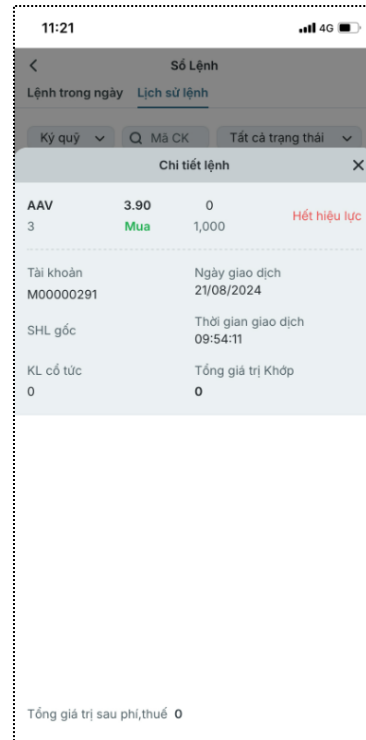 11:21 4G
Sổ Lệnh
Lệnh trong ngày Lịch sử lệnh
Ký quỹ Mã CK Tất cả trạng thái
Chi tiết lệnh
AAV 3.90 0
Hết hiệu lực
3 Mua 1,000
Tài khoản Ngày giao dịch
M00000291 21/08/2024
SHL gốc Thời gian giao dịch
09:54:11
KL cổ tức Tổng giá trị Khớp
0 0
Tổng giá trị sau phí,thuế 0